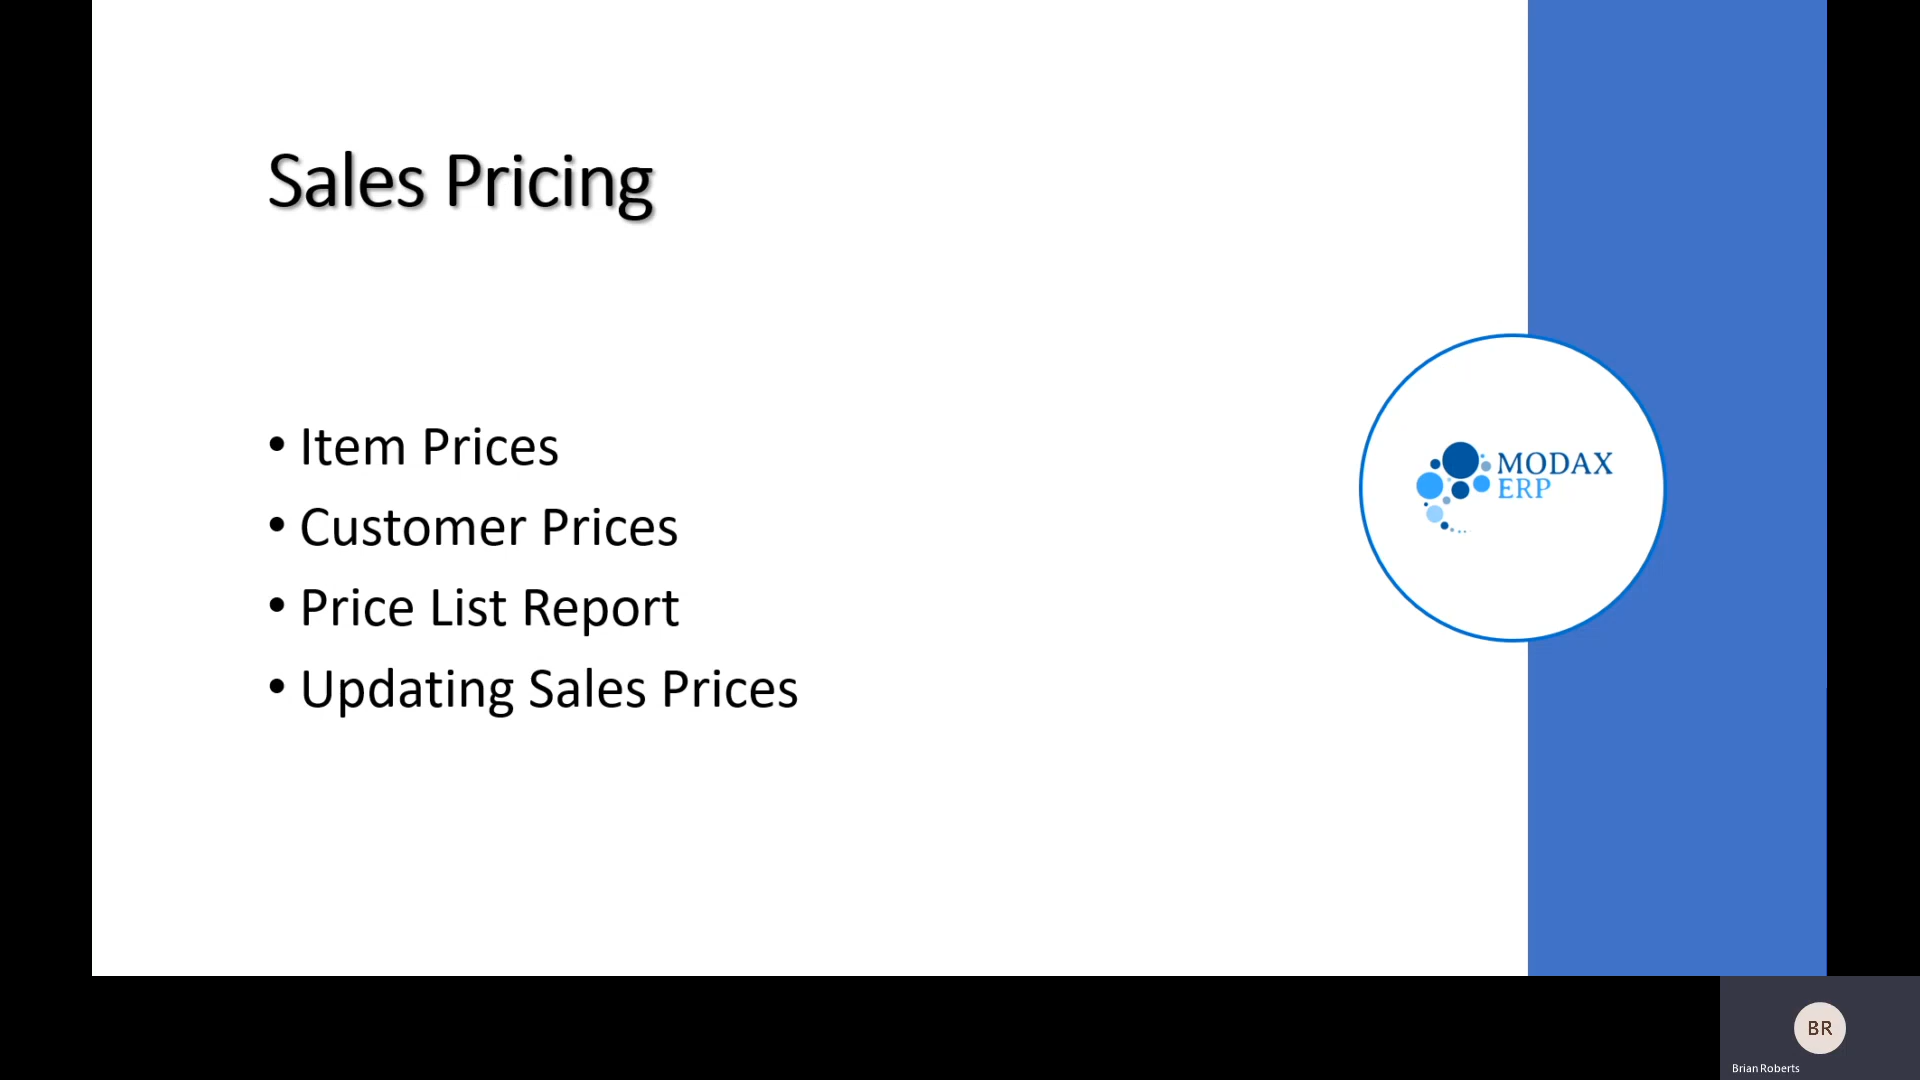 Sales Pricing
• Item Prices
• Customer Prices
• Price List Report
• Updating Sales Prices
MODAX
ERP
BR
Brian Roberts